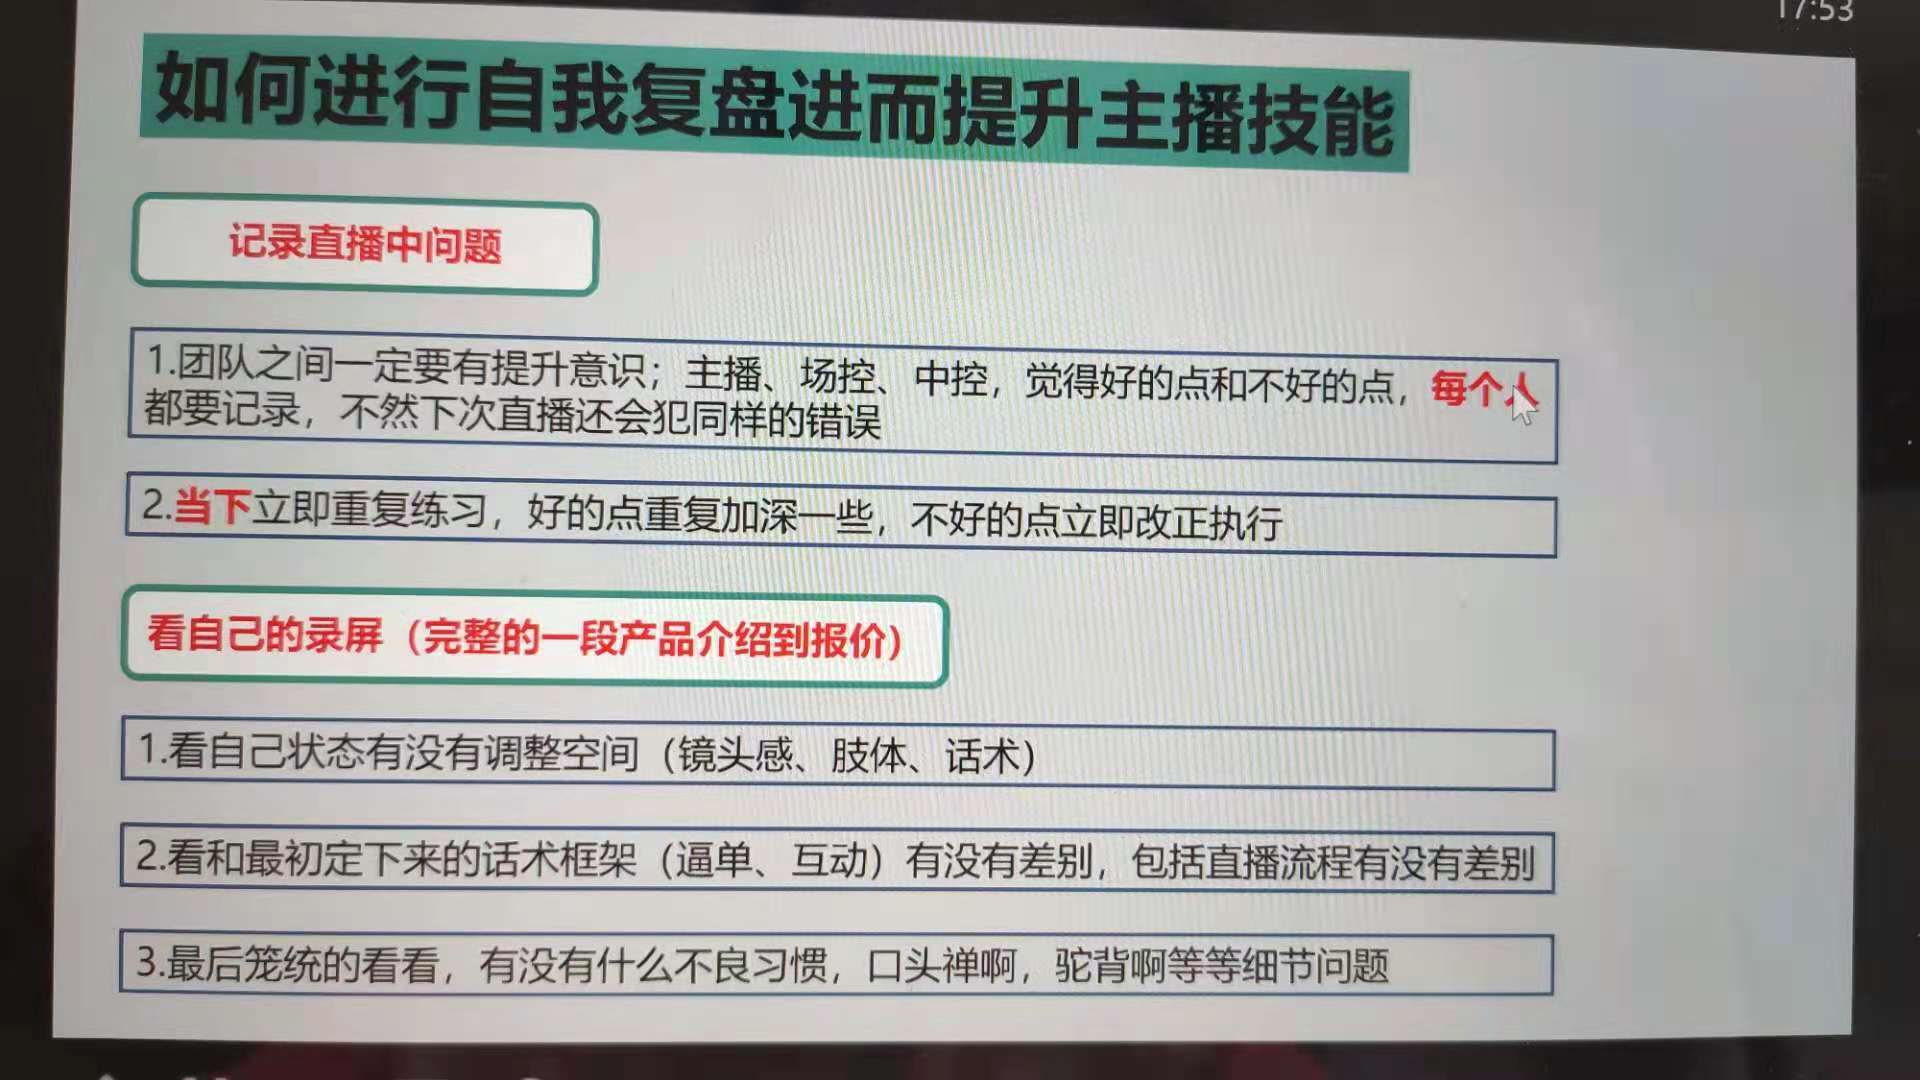 17:53
如何进行自我复盘进而提升主播技能
记录直播中问题
1.团队之间一定要有提升意识；主播、场控、中控，觉得好的点和不好的点，每个人
都要记录，不然下次直播还会犯同样的错误
2.当下立即重复练习，好的点重复加深一些，不好的点立即改正执行
看自己的录屏（完整的一段产品介绍到报价）
1.看自己状态有没有调整空间（镜头感、肢体、话术）
2.看和最初定下来的话术框架（逼单、互动）有没有差别，包括直播流程有没有差别
3.最后笼统的看看，有没有什么不良习惯，口头禅啊，驼背啊等等细节问题